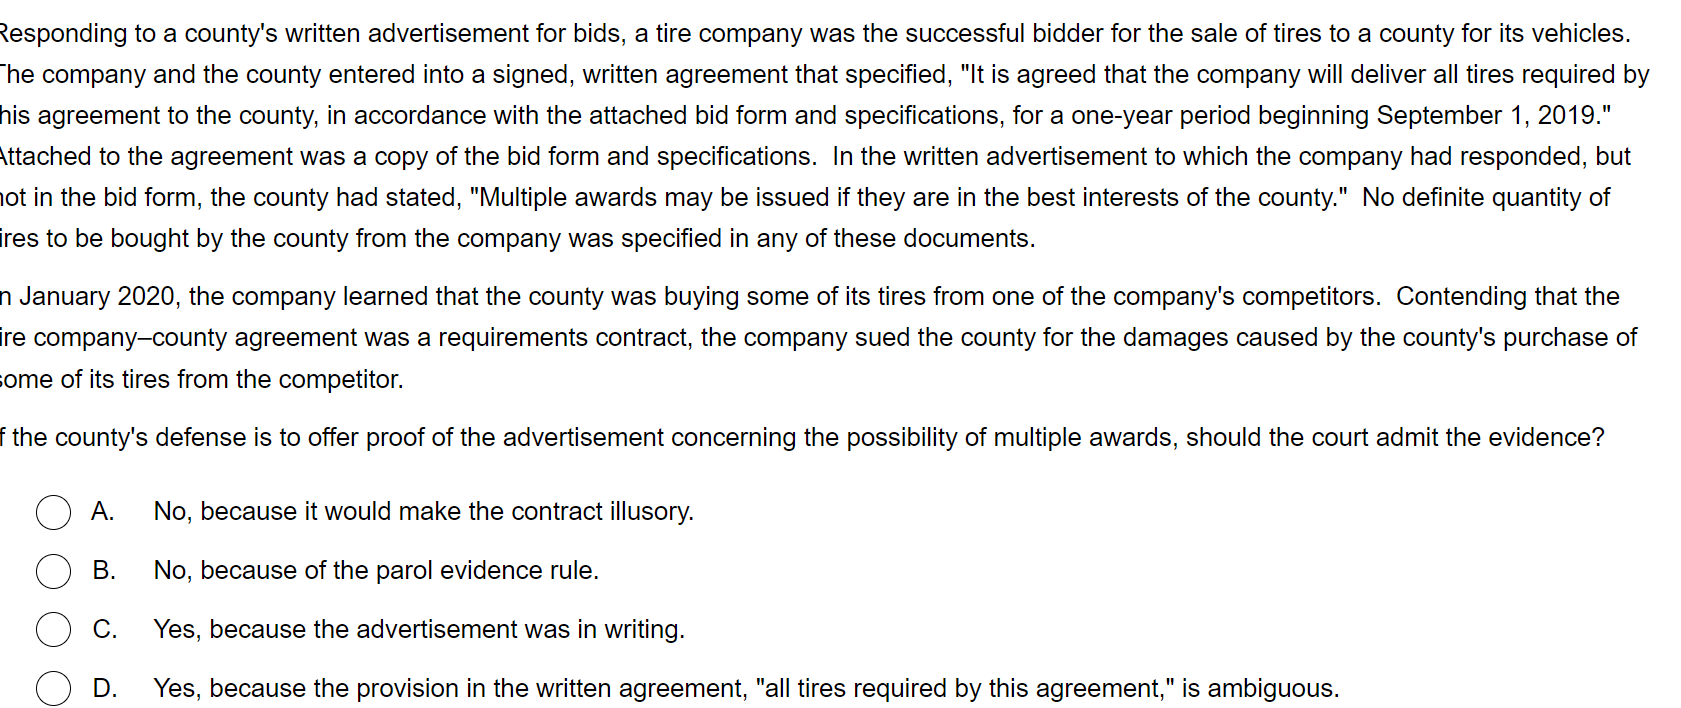 Responding to a county's written advertisement for bids, a tire company was the successful bidder for the sale of tires to a county for its vehicles.
The company and the county entered into a signed, written agreement that specified, "It is agreed that the company will deliver all tires required by
his agreement to the county, in accordance with the attached bid form and specifications, for a one-year period beginning September 1, 2019."
Attached to the agreement was a copy of the bid form and specifications. In the written advertisement to which the company had responded, but
not in the bid form, the county had stated, "Multiple awards may be issued if they are in the best interests of the county." No definite quantity of
ires to be bought by the county from the company was specified in any of these documents.
n January 2020, the company learned that the county was buying some of its tires from one of the company's competitors. Contending that the
ire company–county agreement was a requirements contract, the company sued the county for the damages caused by the county's purchase of
some of its tires from the competitor.
f the county's defense is to offer proof of the advertisement concerning the possibility of multiple awards, should the court admit the evidence?
A. No, because it would make the contract illusory.
B. No, because of the parol evidence rule.
C. Yes, because the advertisement was in writing.
D. Yes, because the provision in the written agreement, "all tires required by this agreement," is ambiguous.